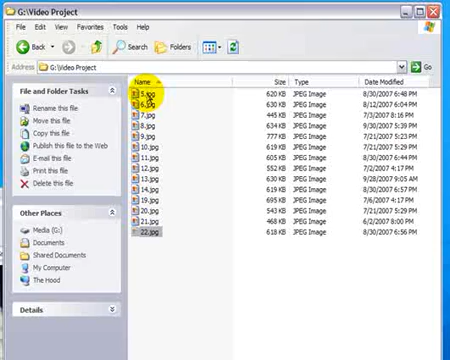 G:\Video Project
File Edit View Favorites Tools Help
Back Search Folders
Address G:\Video Project Go
File and Folder Tasks
Rename this file
Move this file
Copy this file
Publish this file to the Web
E-mail this file
Print this file
Delete this file
Other Places
Media (G:)
Documents
Shared Documents
My Computer
The Hood
Details
Name Size Type Date Modified
5.jpg 620 KB JPEG Image 8/30/2007 6:48 PM
6.jpg 630 KB JPEG Image 8/12/2007 6:04 PM
7.jpg 445 KB JPEG Image 7/3/2007 8:16 PM
8.jpg 634 KB JPEG Image 9/30/2007 5:39 PM
9.jpg 777 KB JPEG Image 7/21/2007 5:23 PM
10.jpg 619 KB JPEG Image 7/21/2007 5:29 PM
11.jpg 605 KB JPEG Image 8/30/2007 6:44 PM
12.jpg 552 KB JPEG Image 7/2/2007 4:17 PM
13.jpg 630 KB JPEG Image 9/28/2007 9:05 AM
14.jpg 619 KB JPEG Image 8/30/2007 6:57 PM
19.jpg 695 KB JPEG Image 7/6/2007 4:17 PM
20.jpg 543 KB JPEG Image 7/21/2007 5:29 PM
21.jpg 468 KB JPEG Image 6/2/2007 8:00 PM
22.jpg 618 KB JPEG Image 8/30/2007 6:56 PM